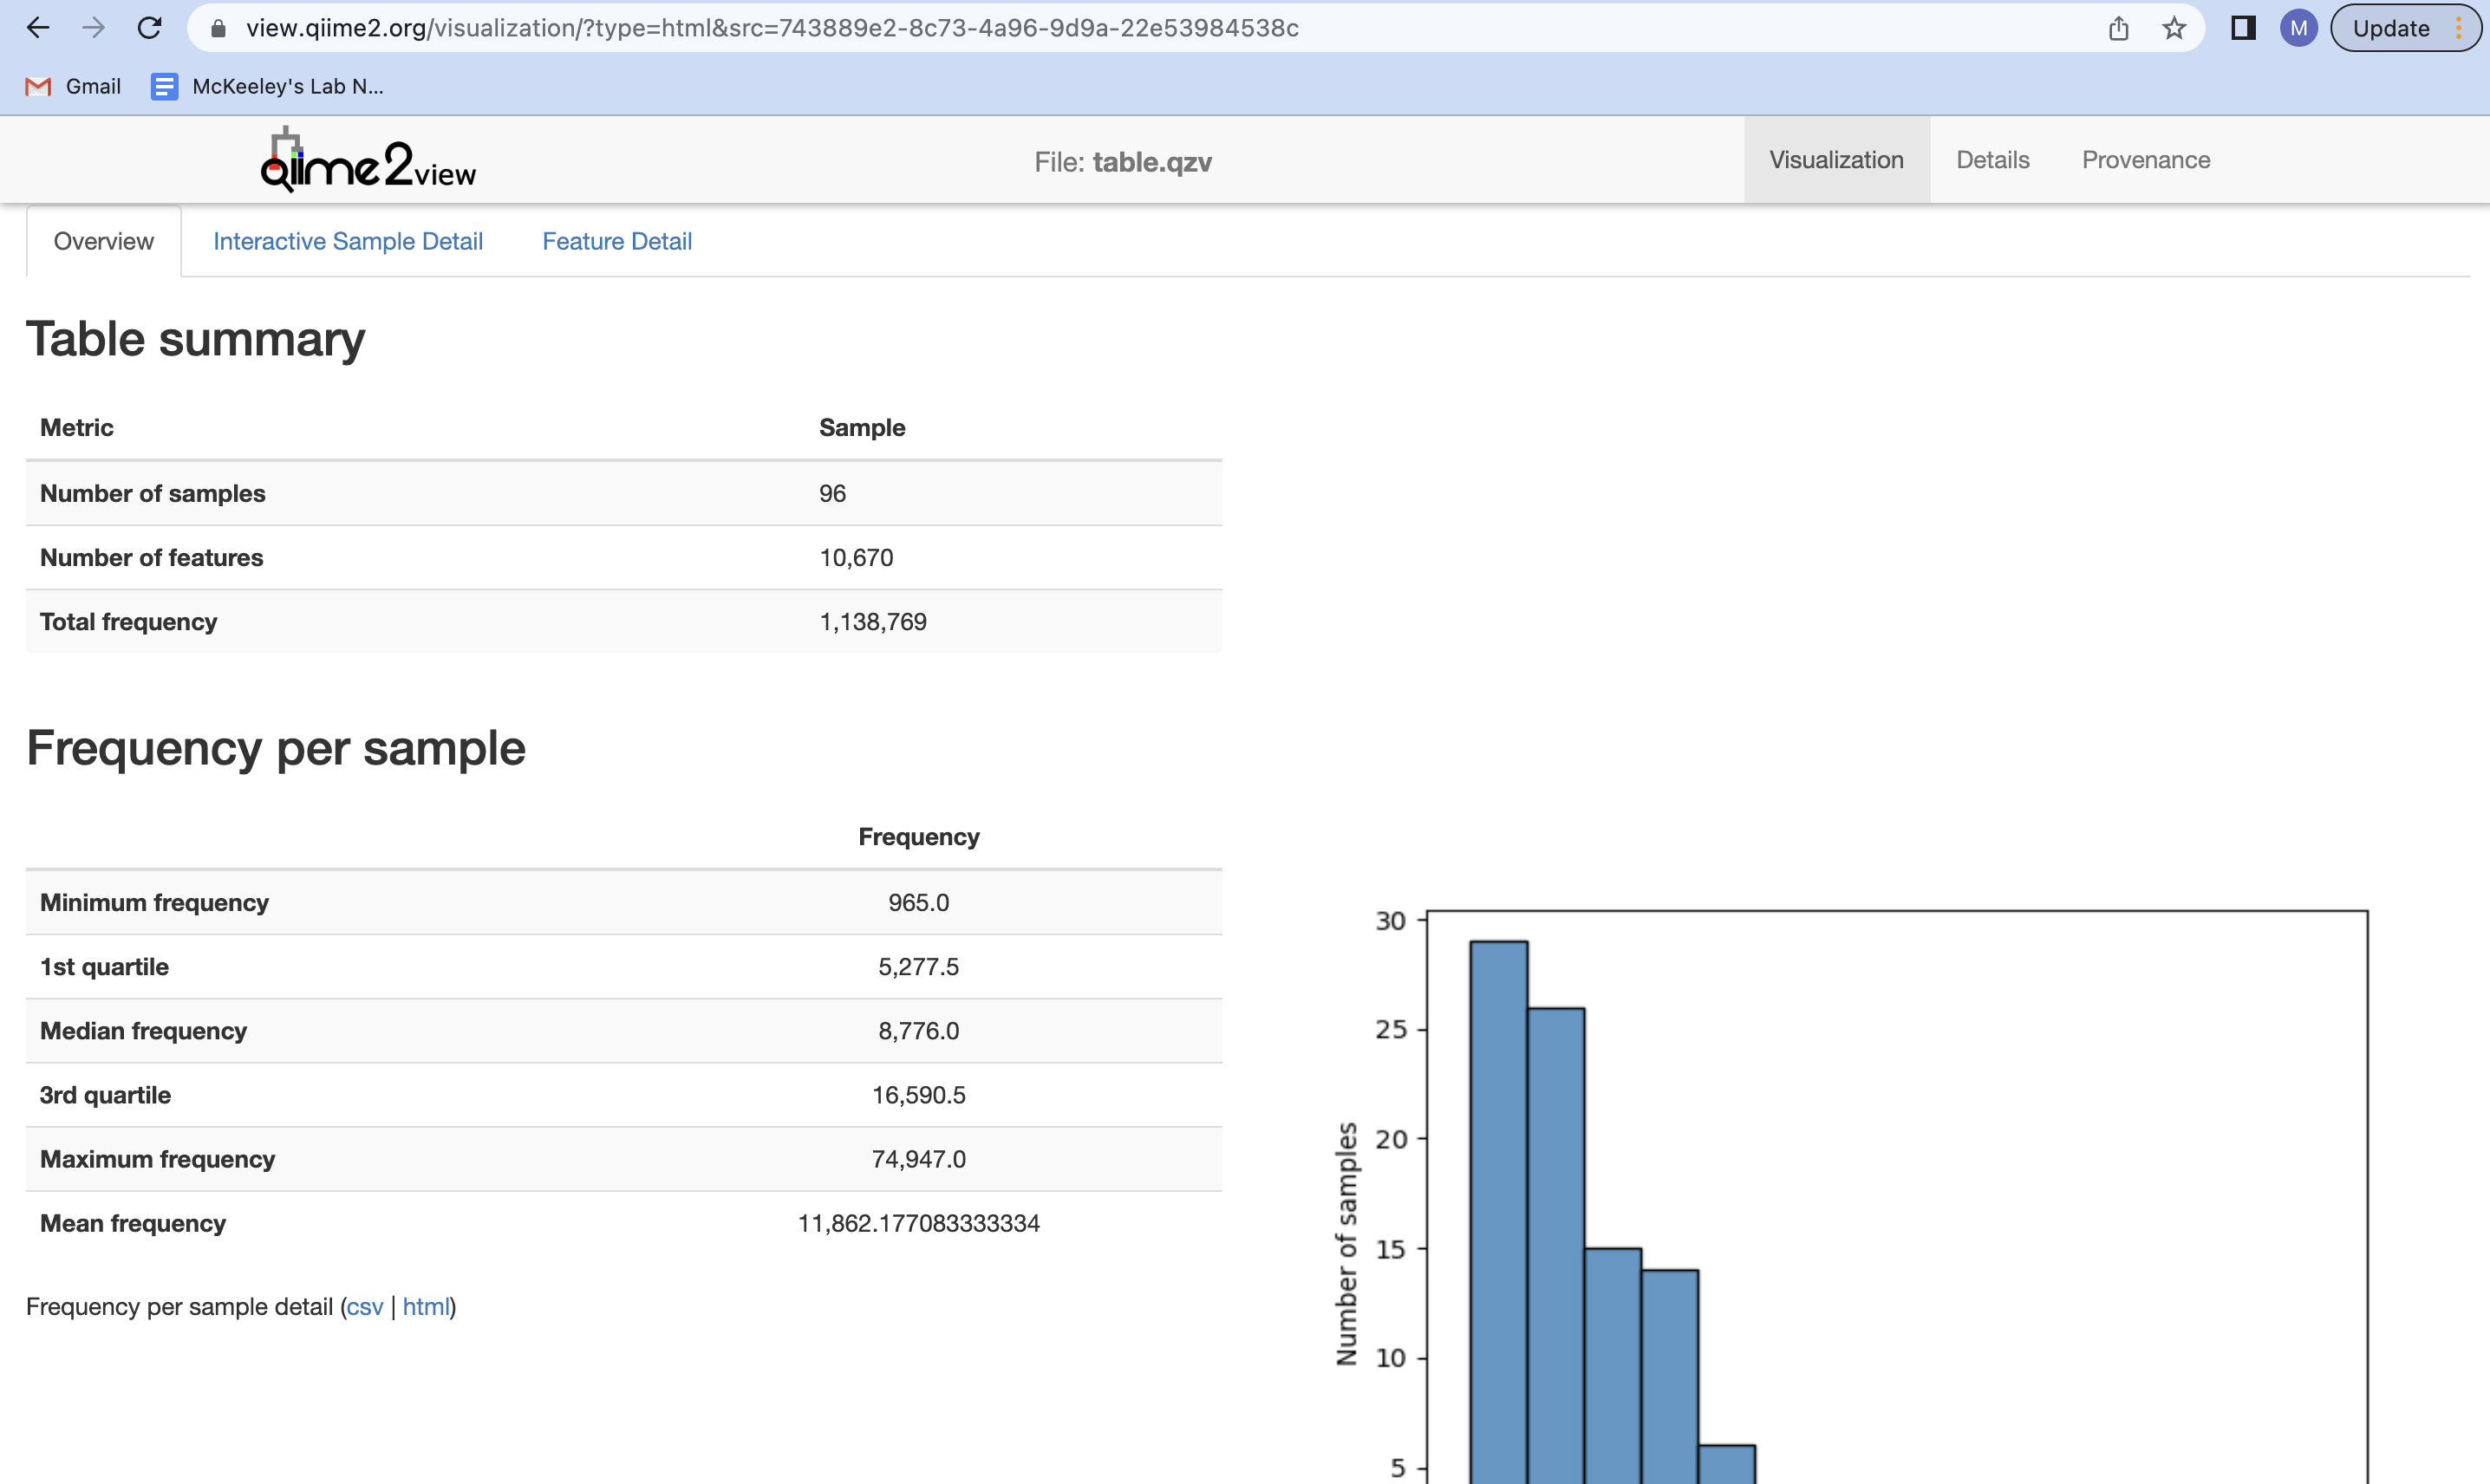 view.qiime2.org/visualization/?type=html&src=743889e2-8c73-4a96-9d9a-22e53984538c
M
Update
Gmail
McKeeley's Lab N...
qiime2view
File: table.qzv
Visualization
Details
Provenance
Overview
Interactive Sample Detail
Feature Detail
Table summary
Metric Sample
Number of samples 96
Number of features 10,670
Total frequency 1,138,769
Frequency per sample
Frequency
Minimum frequency 965.0
1st quartile 5,277.5
Median frequency 8,776.0
3rd quartile 16,590.5
Maximum frequency 74,947.0
Mean frequency 11,862.177083333334
Frequency per sample detail (csv | html)
Number of samples
30
25
20
15
10
5